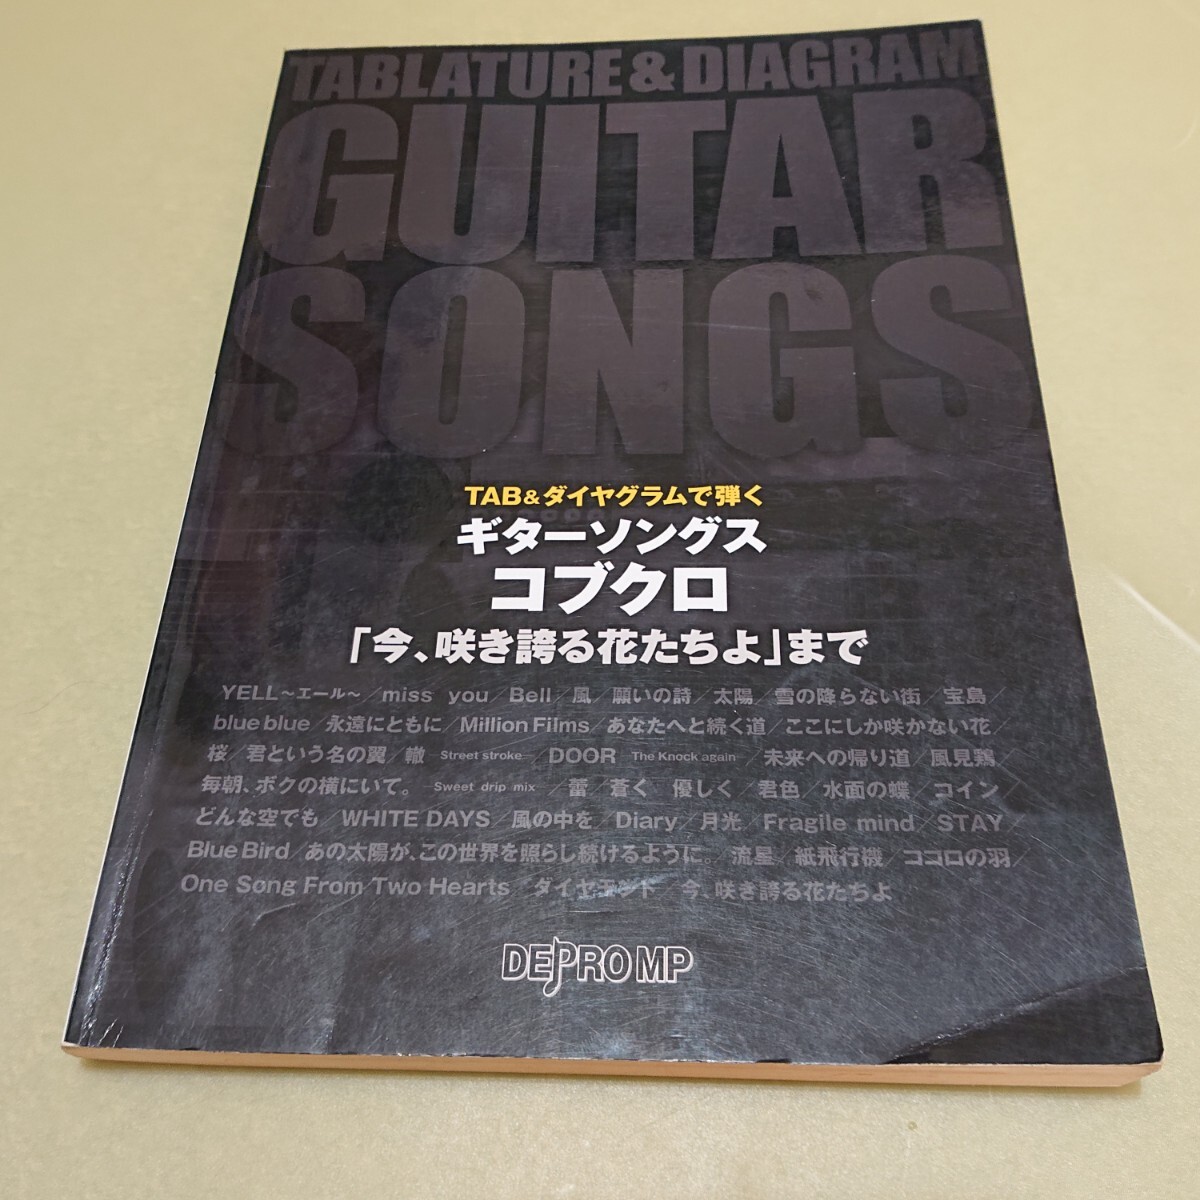 TABLATURE & DIAGRAM
GUITAR
SONGS
TAB&ダイヤグラムで弾く
ギターソングス
コブクロ
「今、咲き誇る花たちよ」まで
YELL～エール～／miss you／Bell／風／願いの詩／太陽／雪の降らない街／宝島／
blue blue／永遠にともに／Million Films／あなたへと続く道／ここにしか咲かない花／
桜／君という名の翼／轍 Street stroke／DOOR The Knock again／未来への帰り道／風見鶏／
毎朝、ボクの横にいて。 Sweet drip mix／蕾／蒼く 優しく／君色／水面の蝶／コイン／
どんな空でも／WHITE DAYS／風の中を／Diary／月光／Fragile mind／STAY／
Blue Bird／あの太陽が、この世界を照らし続けるように。／流星／紙飛行機／ココロの羽／
One Song From Two Hearts／ダイヤモンド／今、咲き誇る花たちよ
DEPROMP